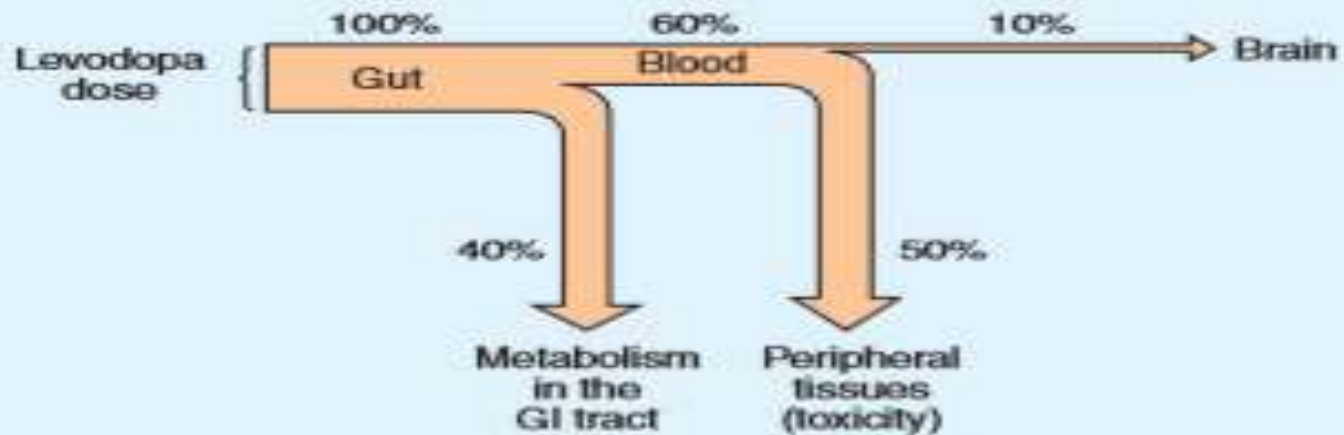 100% 60% 10%
Levodopa
dose
Gut
Blood
Brain
40%
50%
Metabolism
in the
GI tract
Peripheral
tissues
(toxicity)